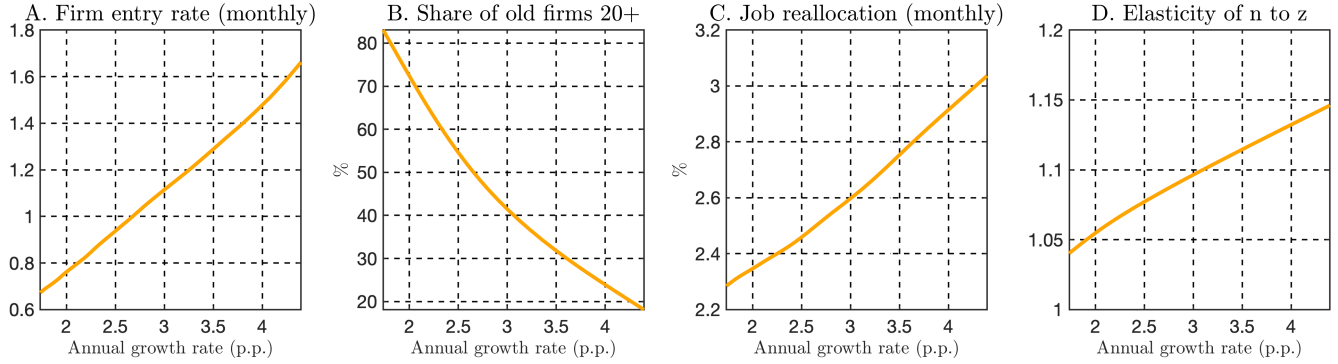 A. Firm entry rate (monthly)
1.8
1.6
1.4
1.2
1
0.8
0.6
2 2.5 3 3.5 4
Annual growth rate (p.p.)
B. Share of old firms 20+
%
80
70
60
50
40
30
20
2 2.5 3 3.5 4
Annual growth rate (p.p.)
C. Job reallocation (monthly)
%
3.2
3
2.8
2.6
2.4
2.2
2 2.5 3 3.5 4
Annual growth rate (p.p.)
D. Elasticity of n to z
1.2
1.15
1.1
1.05
1
2 2.5 3 3.5 4
Annual growth rate (p.p.)